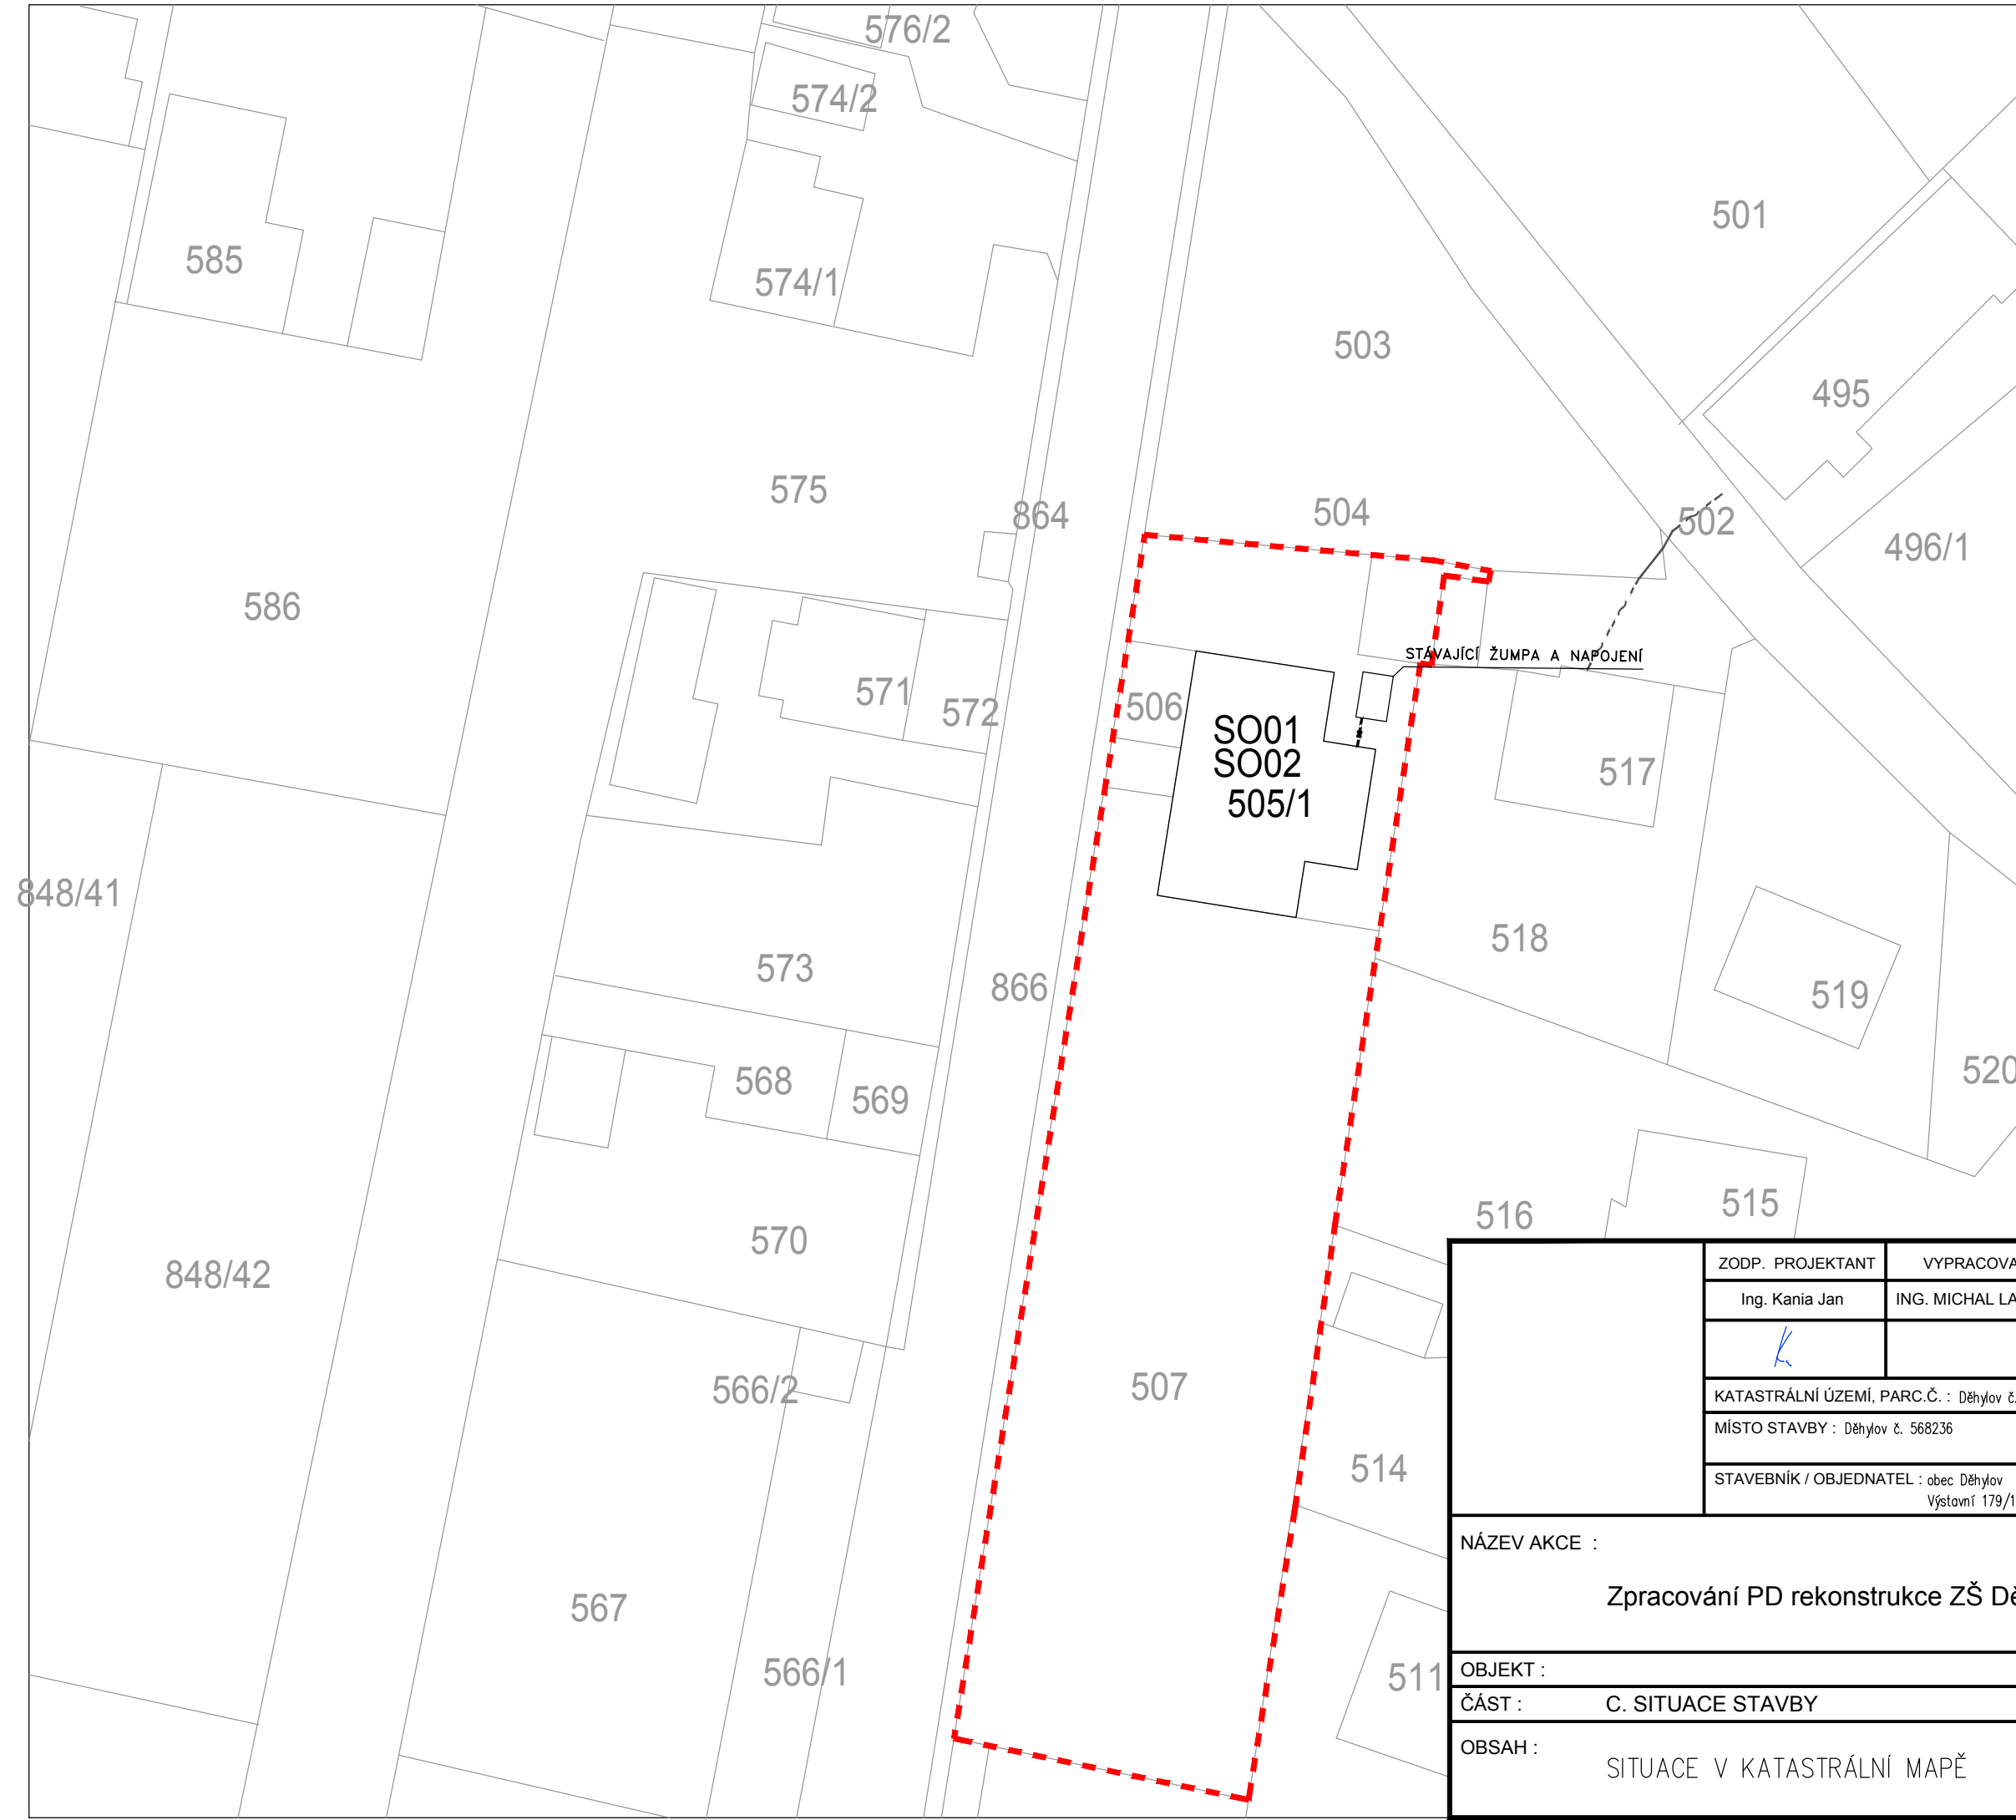 576/2
574/2
501
585
574/1
503
495
575
864
504
502
496/1
586
STÁVAJÍCÍ ŽUMPA A NAPOJENÍ
571
572
506
SO01
SO02
505/1
517
848/41
573
866
518
519
520
568
569
570
848/42
516
515
566/2
507
514
567
566/1
511
ZODP. PROJEKTANT
Ing. Kania Jan
KATASTRÁLNÍ ÚZEMÍ, PARC.Č. : Děhylov č.
MÍSTO STAVBY : Děhylov č. 568236
STAVEBNÍK / OBJEDNATEL : obec Děhylov
Výstavní 179/1
NÁZEV AKCE :
Zpracování PD rekonstrukce ZŠ
OBJEKT :
ČÁST : C. SITUACE STAVBY
OBSAH :
SITUACE V KATASTRÁLNÍ MAPĚ